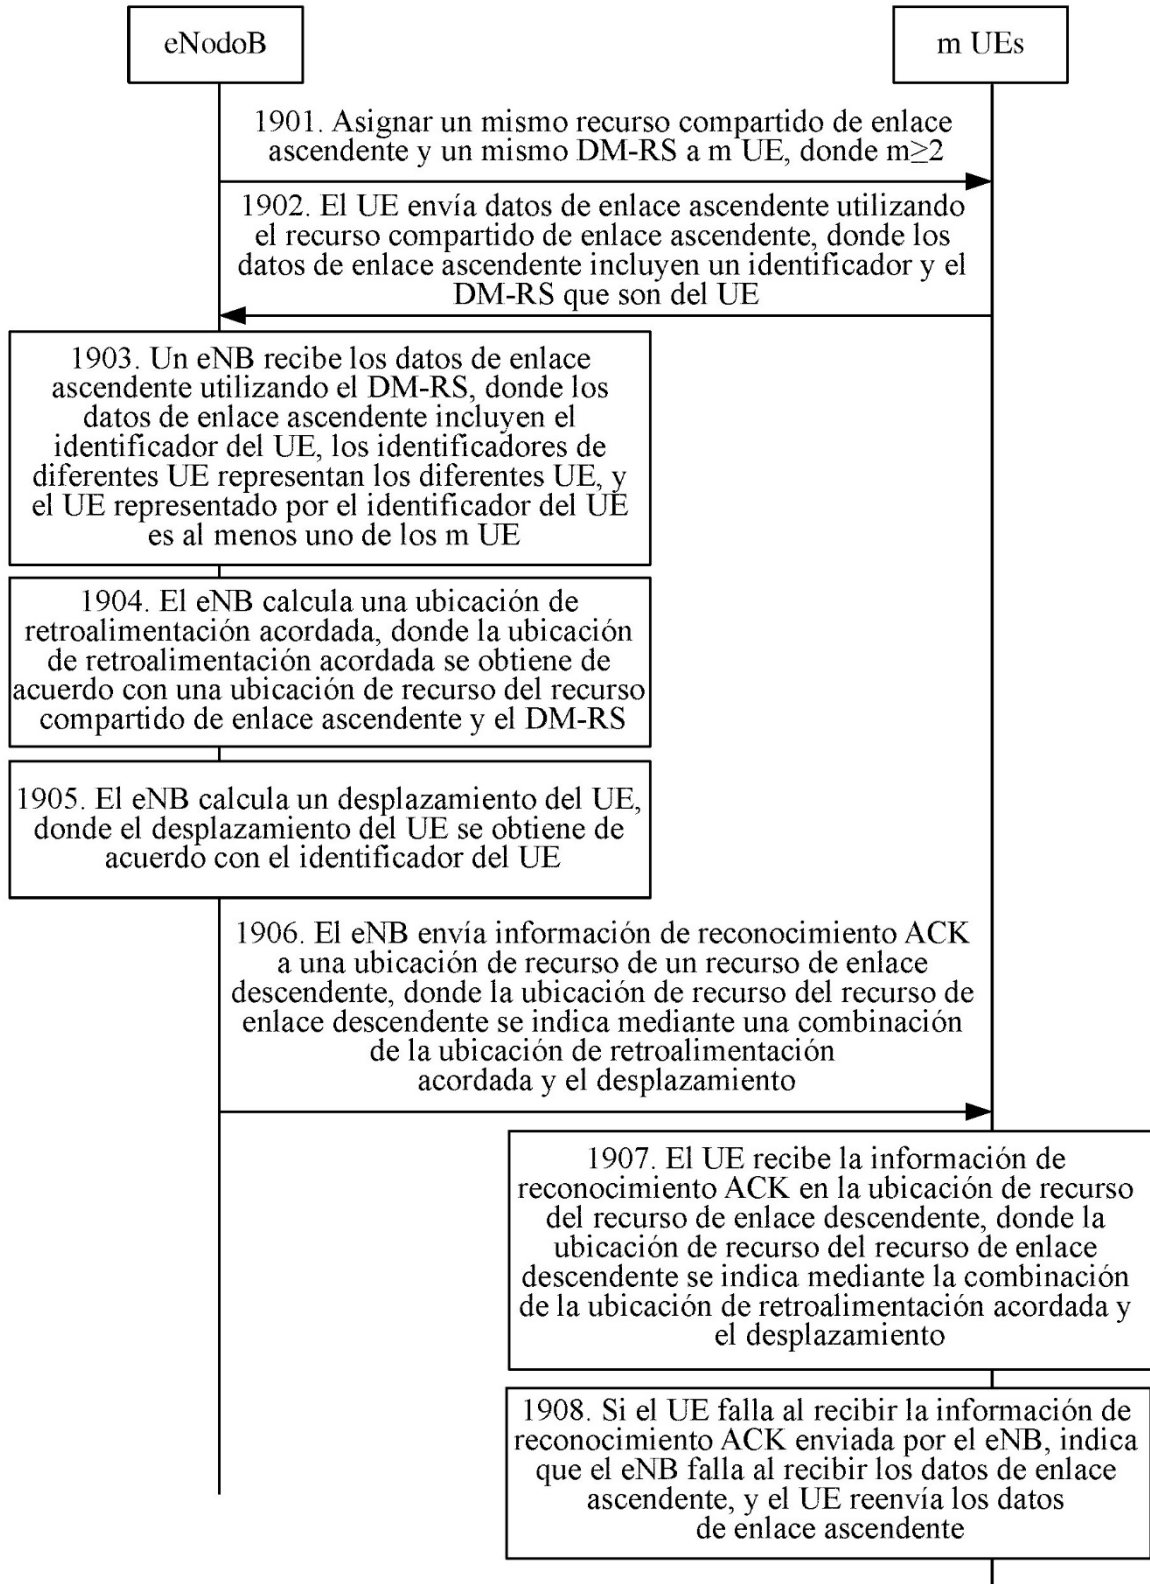 eNodoB
m UEs
1901. Asignar un mismo recurso compartido de enlace
ascendente y un mismo DM-RS a m UE, donde m≥2
1902. El UE envía datos de enlace ascendente utilizando
el recurso compartido de enlace ascendente, donde los
datos de enlace ascendente incluyen un identificador y el
DM-RS que son del UE
1903. Un eNB recibe los datos de enlace
ascendente utilizando el DM-RS, donde los
datos de enlace ascendente incluyen el
identificador del UE, los identificadores de
diferentes UE representan los diferentes UE, y
el UE representado por el identificador del UE
es al menos uno de los m UE
1904. El eNB calcula una ubicación de
retroalimentación acordada, donde la ubicación
de retroalimentación acordada se obtiene de
acuerdo con una ubicación de recurso del recurso
compartido de enlace ascendente y el DM-RS
1905. El eNB calcula un desplazamiento del UE,
donde el desplazamiento del UE se obtiene de
acuerdo con el identificador del UE
1906. El eNB envía información de reconocimiento ACK
a una ubicación de recurso de un recurso de enlace
descendente, donde la ubicación de recurso del recurso de
enlace descendente se indica mediante una combinación
de la ubicación de retroalimentación
acordada y el desplazamiento
1907. El UE recibe la información de
reconocimiento ACK en la ubicación de recurso
del recurso de enlace descendente, donde la
ubicación de recurso del recurso de enlace
descendente se indica mediante la combinación
de la ubicación de retroalimentación acordada y
el desplazamiento
1908. Si el UE falla al recibir la información de
reconocimiento ACK enviada por el eNB, indica
que el eNB falla al recibir los datos de enlace
ascendente, y el UE reenvía los datos
de enlace ascendente